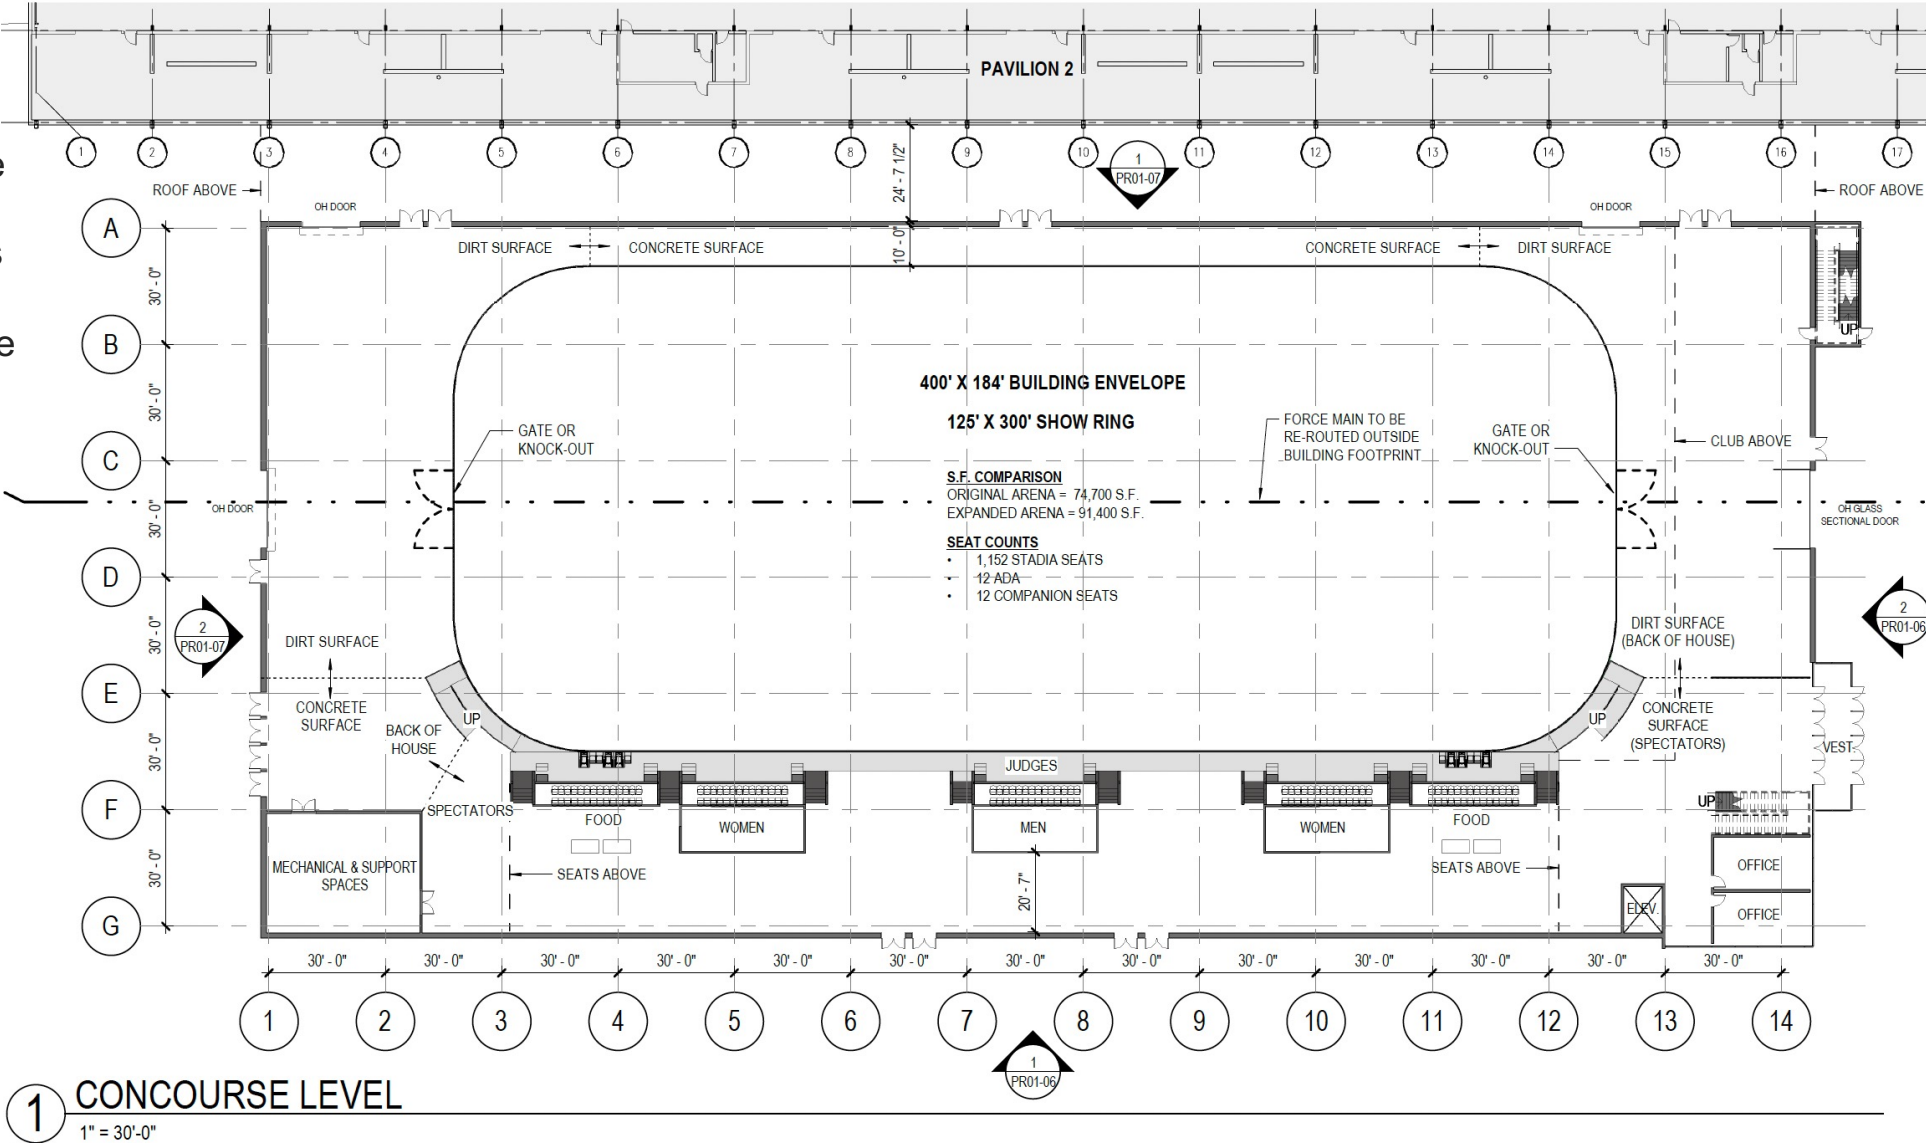 e
s
e
PAVILION 2
1 2 3 4 5 6 7 8 9 10 11 12 13 14 15 16 17
24' - 7 1/2"
1
PR01-07
ROOF ABOVE
ROOF ABOVE
OH DOOR
OH DOOR
A
DIRT SURFACE
CONCRETE SURFACE
10' - 0"
CONCRETE SURFACE
DIRT SURFACE
30' - 0"
UP
B
400' X 184' BUILDING ENVELOPE
125' X 300' SHOW RING
30' - 0"
GATE OR
KNOCK-OUT
FORCE MAIN TO BE
RE-ROUTED OUTSIDE
BUILDING FOOTPRINT
GATE OR
KNOCK-OUT
CLUB ABOVE
C
S.F. COMPARISON
ORIGINAL ARENA = 74,700 S.F.
EXPANDED ARENA = 91,400 S.F.
30' - 0"
OH DOOR
OH GLASS
SECTIONAL DOOR
SEAT COUNTS
• 1,152 STADIA SEATS
• 12 ADA
• 12 COMPANION SEATS
D
2
PR01-07
30' - 0"
DIRT SURFACE
DIRT SURFACE
(BACK OF HOUSE)
2
PR01-06
E
CONCRETE
SURFACE
UP
BACK OF
HOUSE
UP
CONCRETE
SURFACE
(SPECTATORS)
VEST.
30' - 0"
JUDGES
F
SPECTATORS
UP
FOOD
WOMEN
MEN
WOMEN
FOOD
30' - 0"
MECHANICAL & SUPPORT
SPACES
SEATS ABOVE
20' - 7"
SEATS ABOVE
OFFICE
ELEV.
OFFICE
G
30' - 0" 30' - 0" 30' - 0" 30' - 0" 30' - 0" 30' - 0" 30' - 0" 30' - 0" 30' - 0" 30' - 0" 30' - 0" 30' - 0" 30' - 0"
1 2 3 4 5 6 7 8 9 10 11 12 13 14
1
PR01-06
1 CONCOURSE LEVEL
1" = 30'-0"